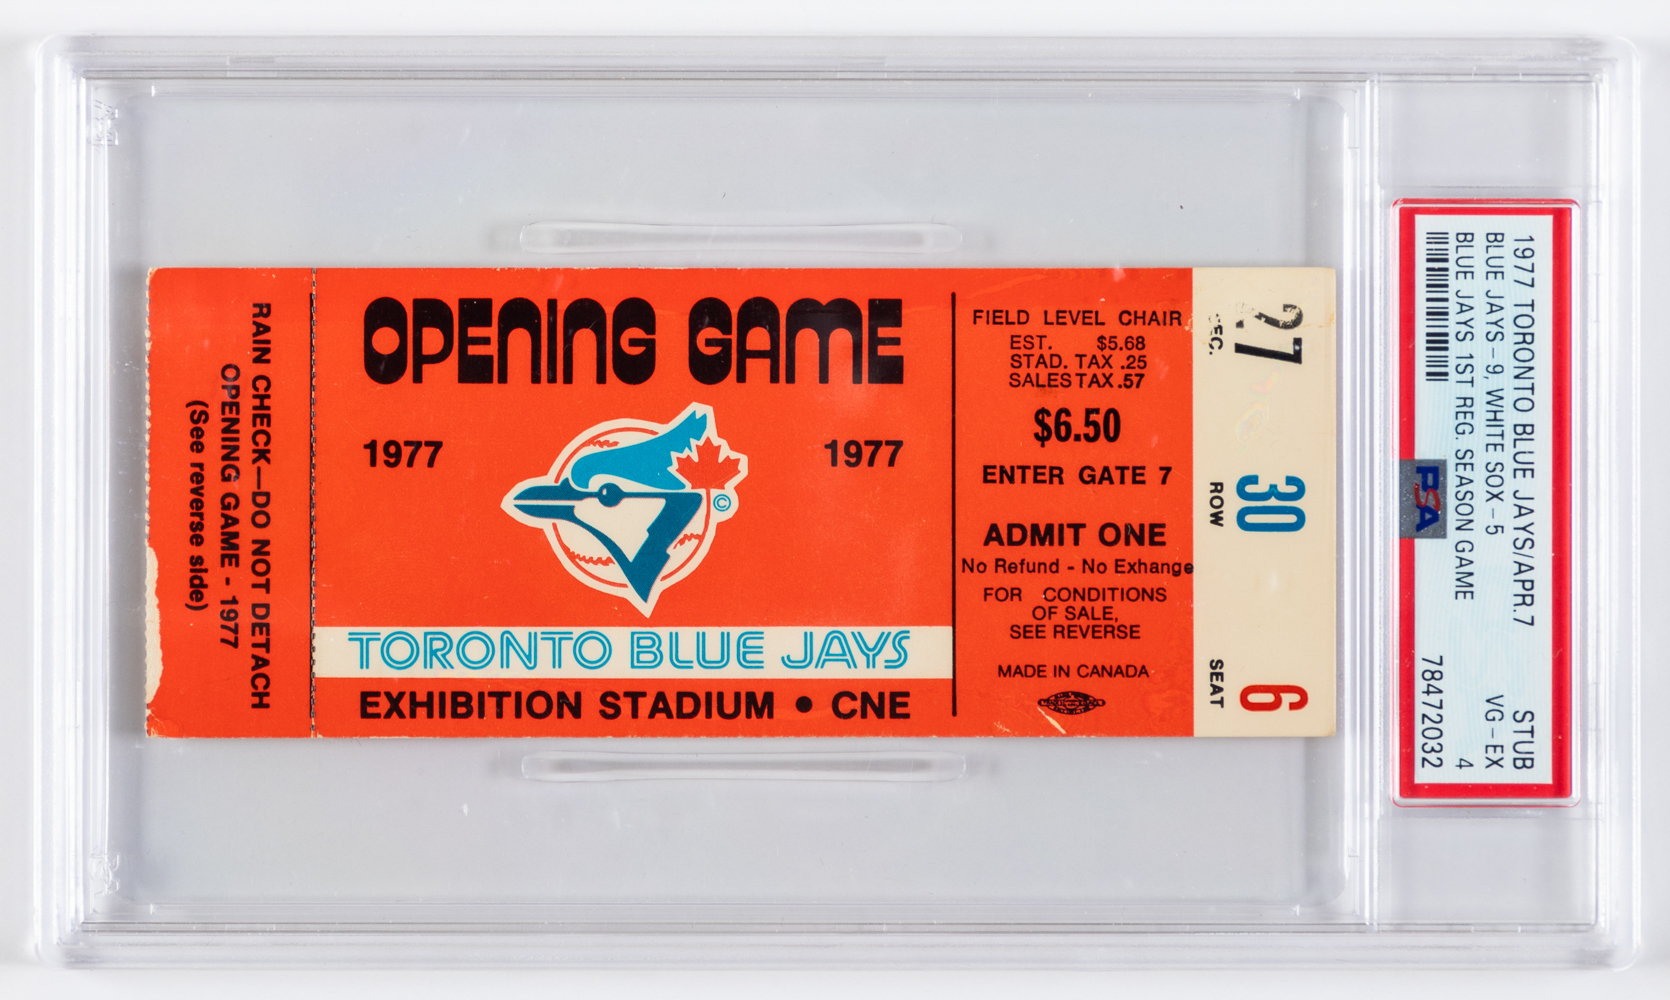 RAIN CHECK—DO NOT DETACH
OPENING GAME - 1977
(See reverse side)
OPENING GAME
1977 1977
©
TORONTO BLUE JAYS
EXHIBITION STADIUM • CNE
FIELD LEVEL CHAIR
EST. $5.68
STAD. TAX .25
SALES TAX .57
$6.50
ENTER GATE 7
ADMIT ONE
No Refund - No Exhange
FOR CONDITIONS
OF SALE,
SEE REVERSE
MADE IN CANADA
27 30 6
SEC. ROW SEAT
1977 TORONTO BLUE JAYS/APR.7 STUB
BLUE JAYS-9, WHITE SOX-5 VG-EX
BLUE JAYS 1ST REG. SEASON GAME 4
78472032
PSA